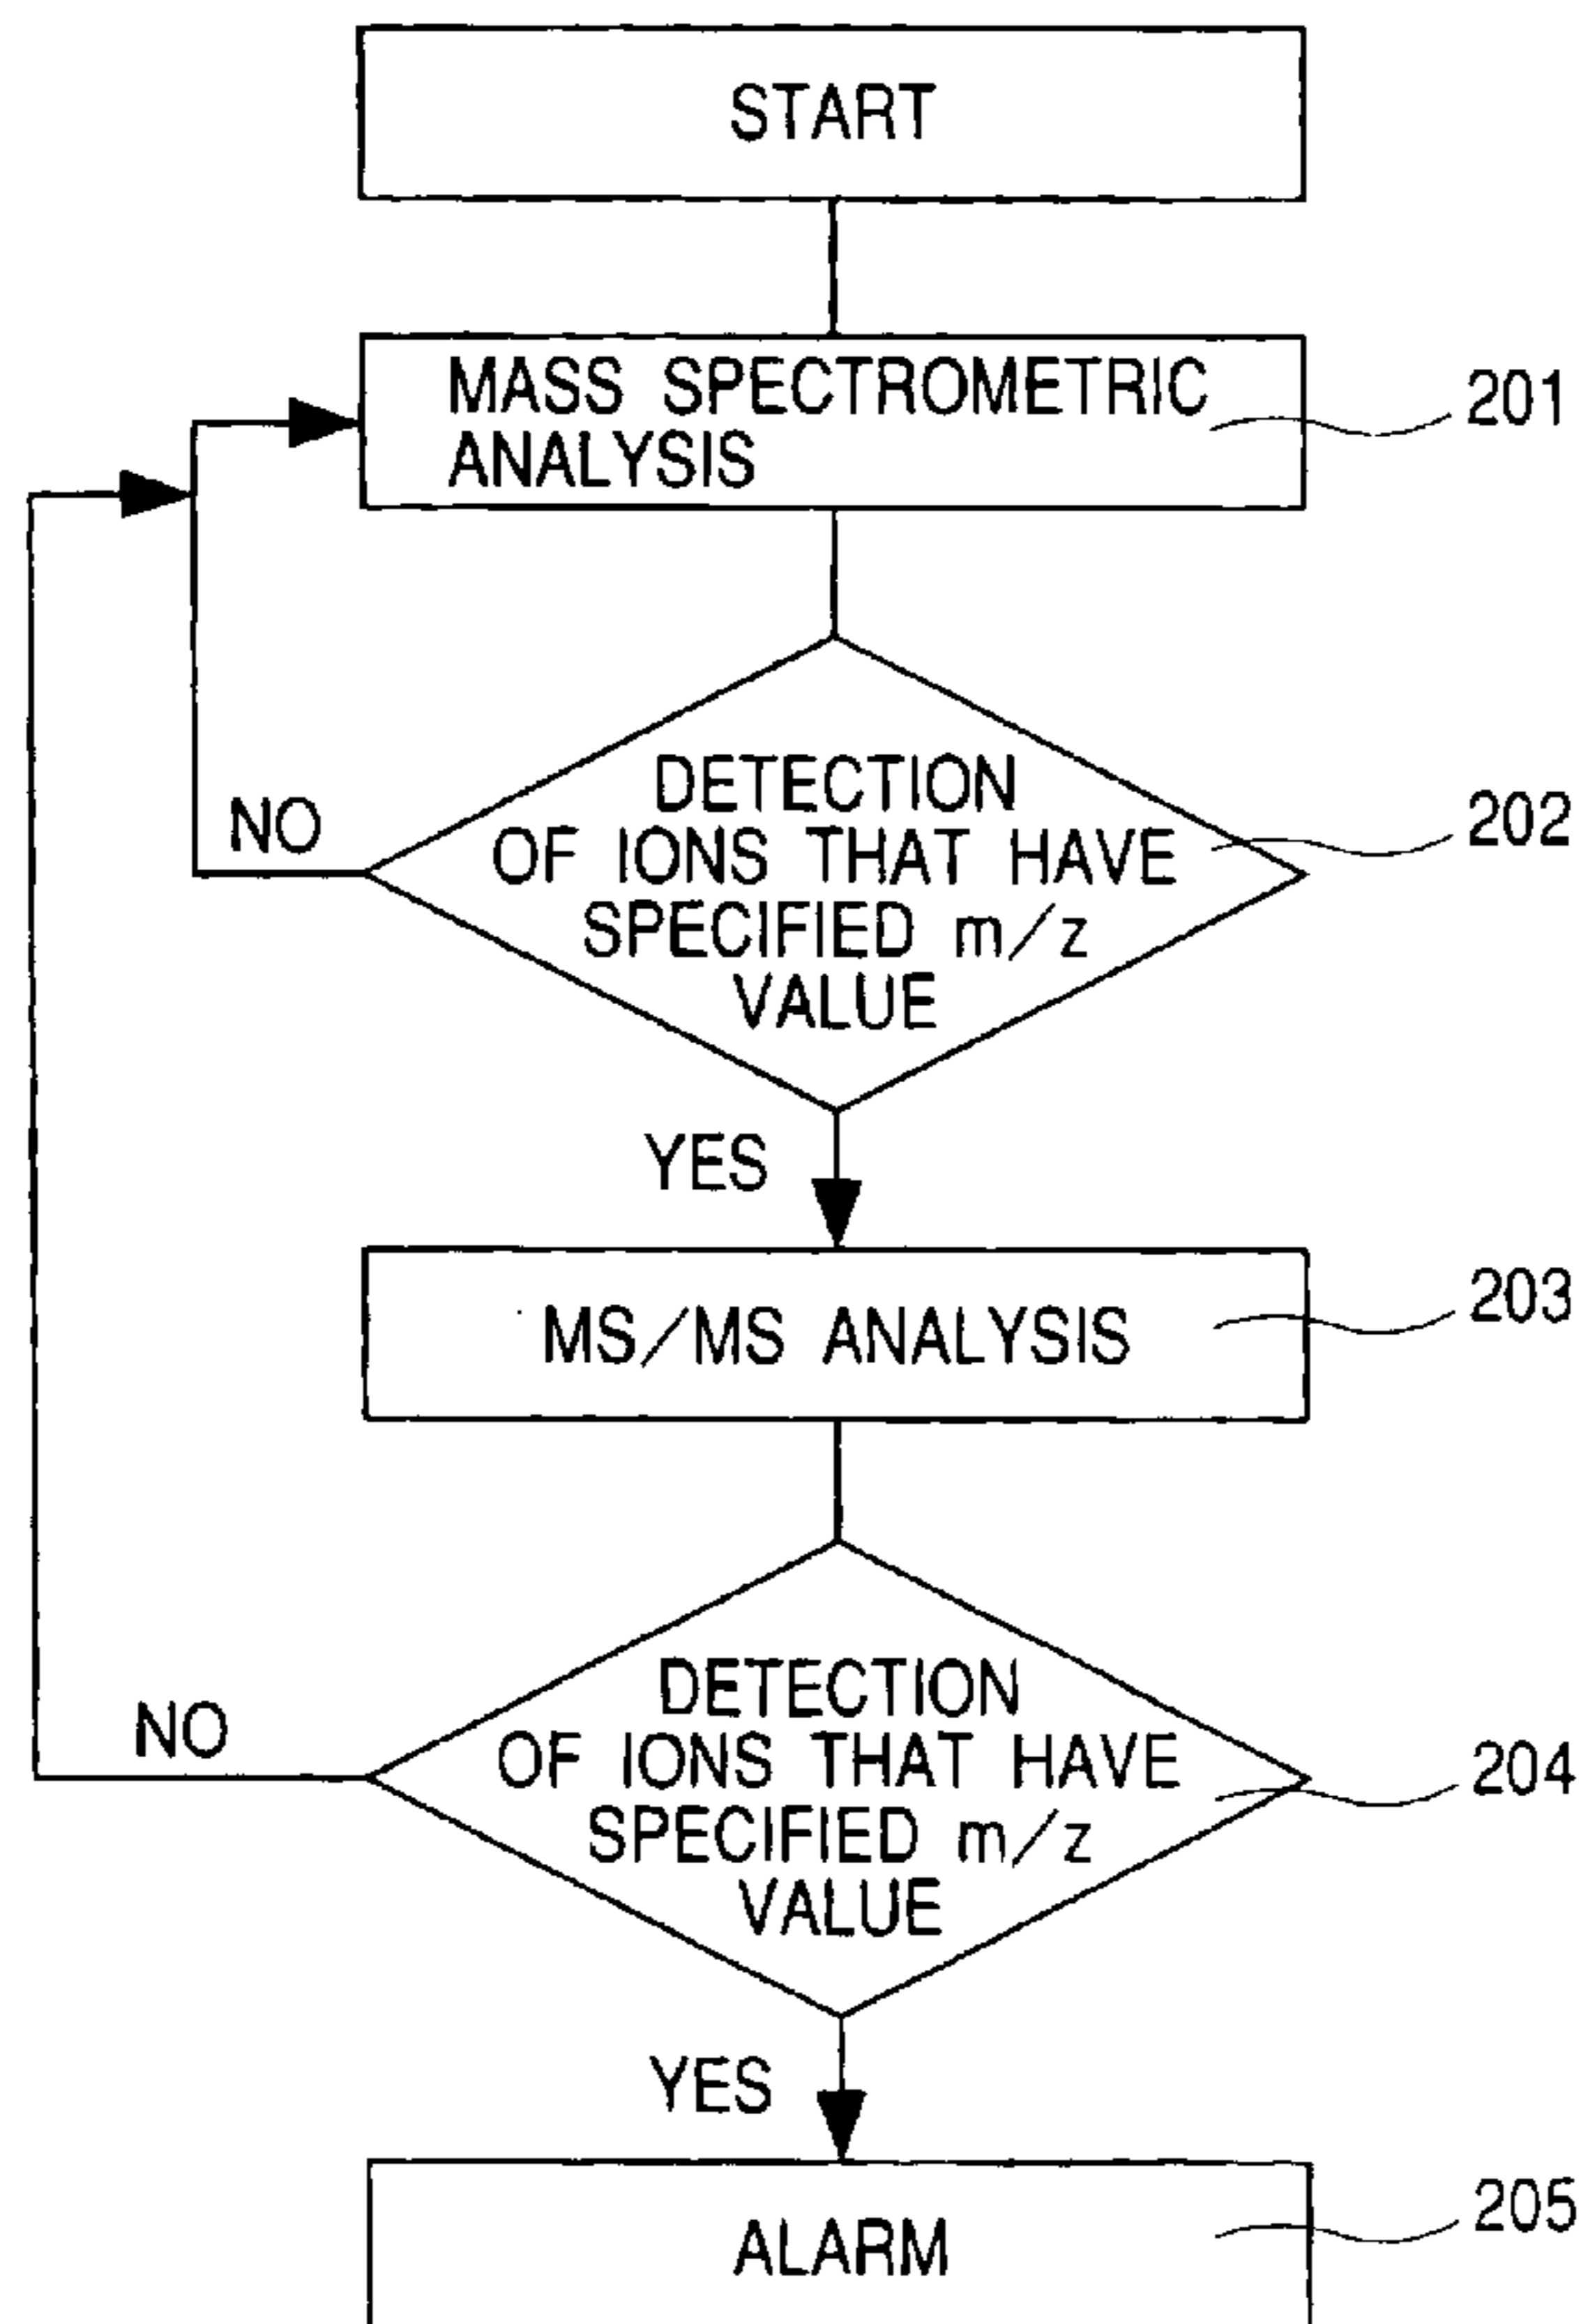 START
MASS SPECTROMETRIC
ANALYSIS
201
DETECTION
OF IONS THAT HAVE
SPECIFIED m/z
VALUE
202
NO
YES
MS/MS ANALYSIS
203
DETECTION
OF IONS THAT HAVE
SPECIFIED m/z
VALUE
204
NO
YES
ALARM
205